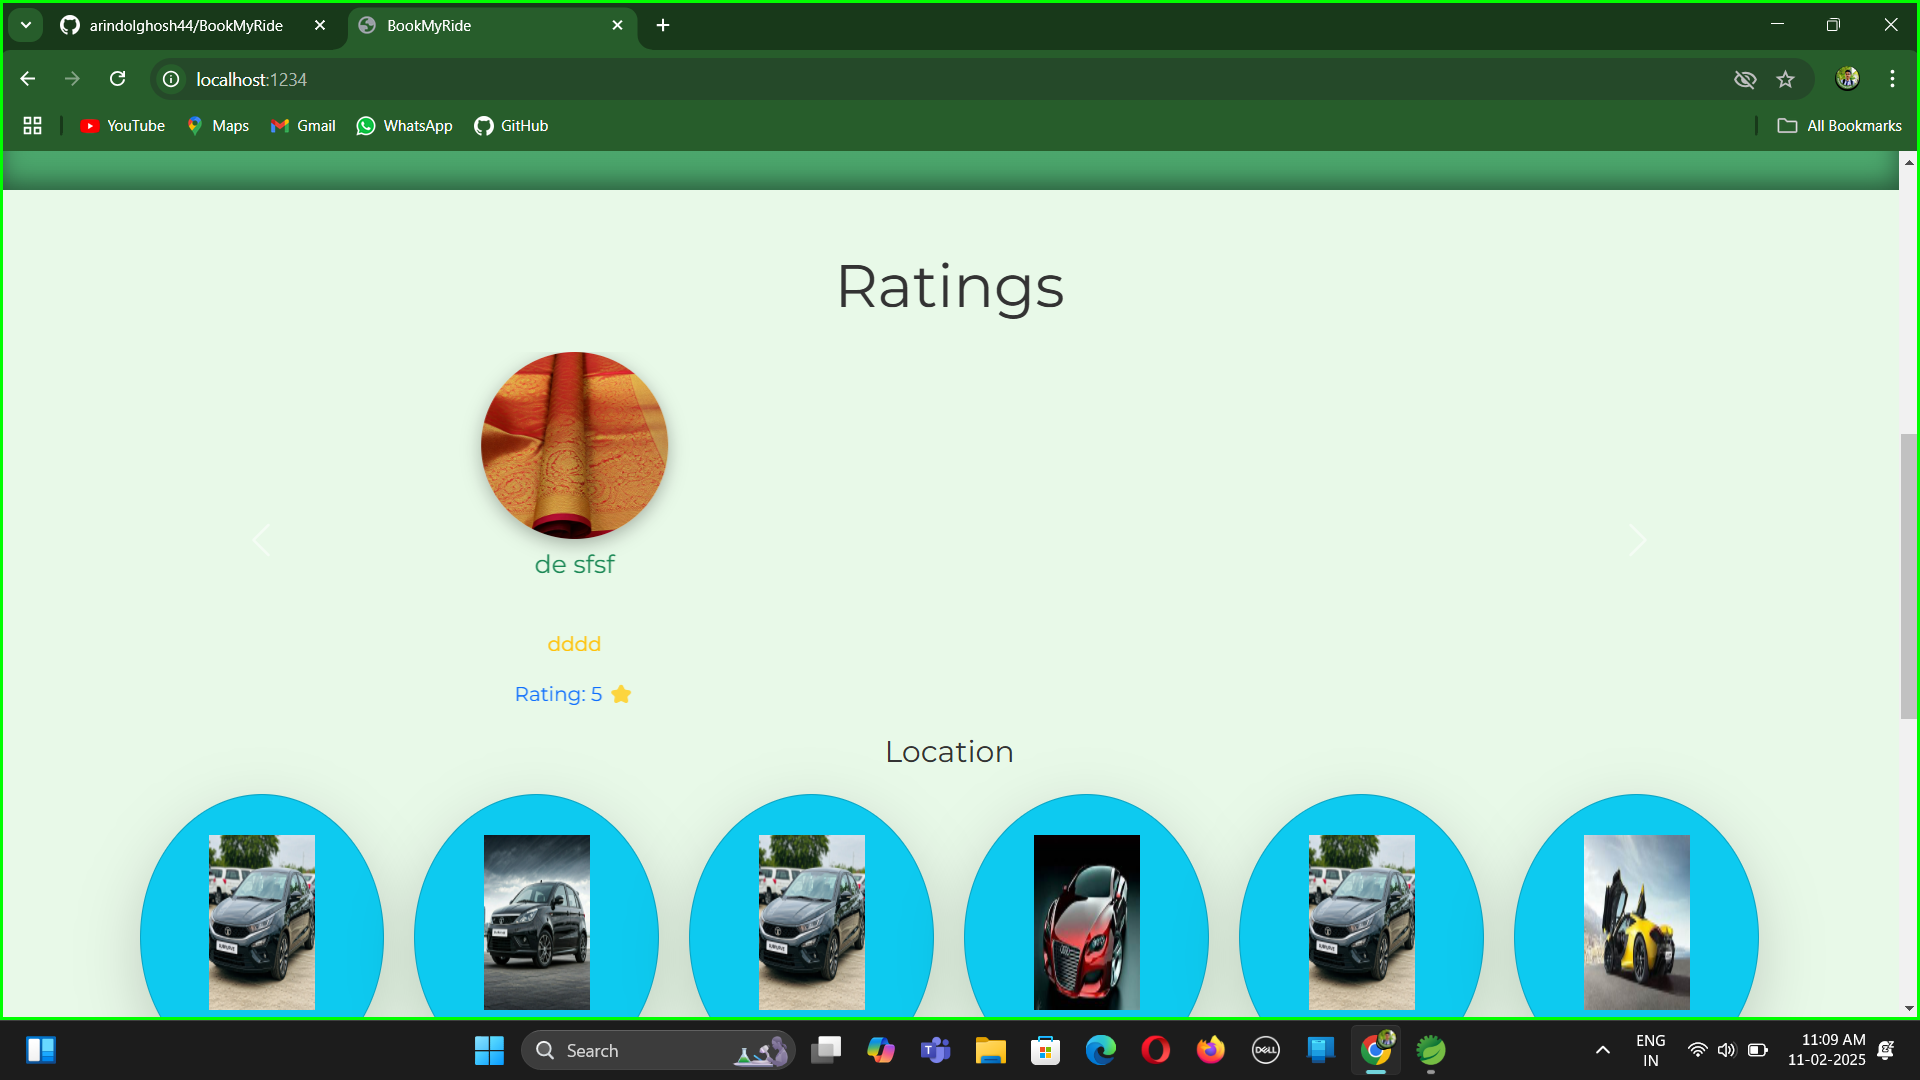 arindolghosh44/BookMyRide
BookMyRide
localhost:1234
YouTube
Maps
Gmail
WhatsApp
GitHub
All Bookmarks
Ratings
de sfsf
dddd
Rating: 5
Location
Search
DELL
ENG
IN
11:09 AM
11-02-2025